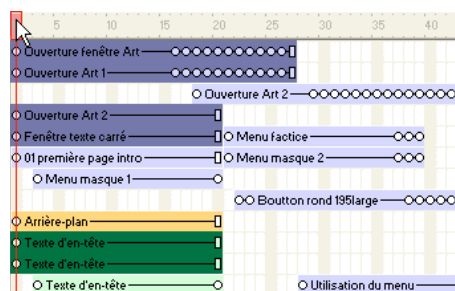 5 10 15 20 25 30 35 40
Ouverture fenêtre Art
Ouverture Art 1
Ouverture Art 2
Ouverture Art 2
Fenêtre texte carré Menu factice
01 première page intro Menu masque 2
Menu masque 1
Boutton rond 195large
Arrière-plan
Texte d'en-tête
Texte d'en-tête
Texte d'en-tête Utilisation du menu